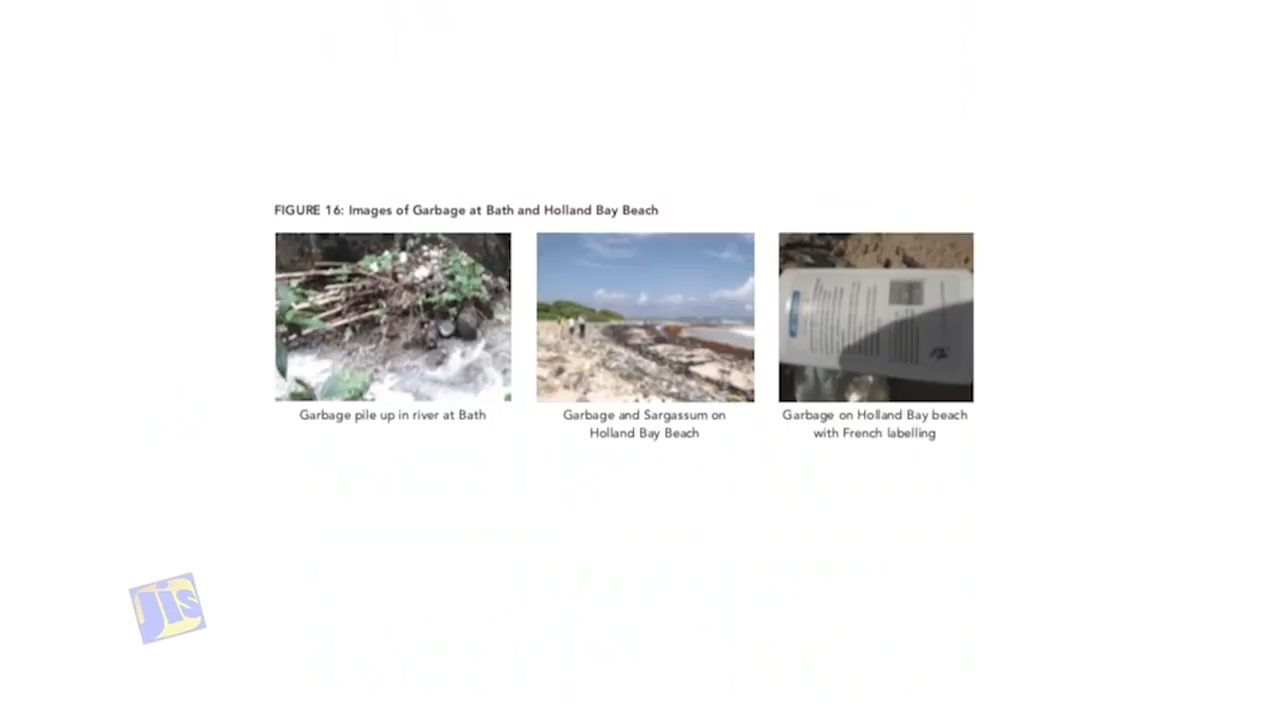 FIGURE 16: Images of Garbage at Bath and Holland Bay Beach
Garbage pile up in river at Bath
Garbage and Sargassum on
Holland Bay Beach
Garbage on Holland Bay beach
with French labelling
jis